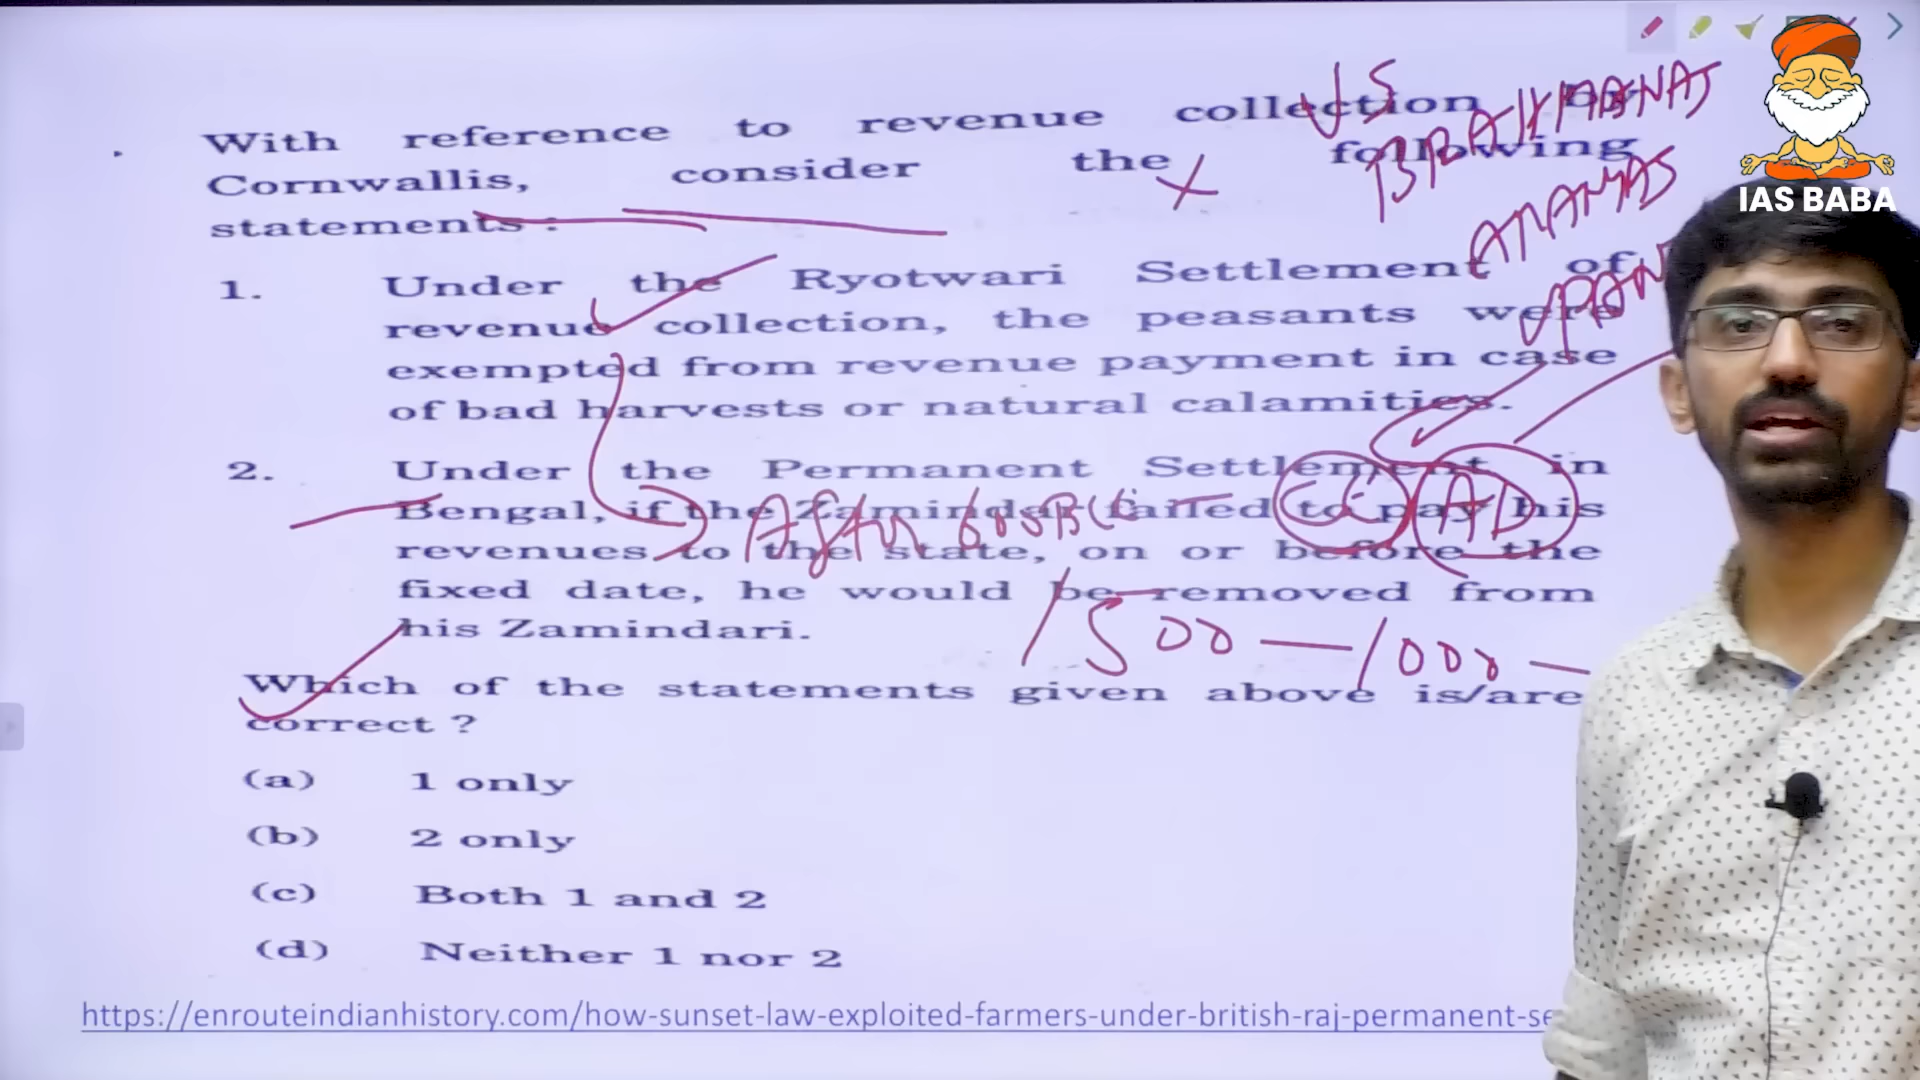 With reference to revenue collection by
Cornwallis, consider the following
statements :
1. Under the Ryotwari Settlement of
revenue collection, the peasants were
exempted from revenue payment in case
of bad harvests or natural calamities.
2. Under the Permanent Settlement in
Bengal, if the Zamindar failed to pay his
revenues to the state, on or before the
fixed date, he would be removed from
his Zamindari.
Which of the statements given above is/are
correct ?
(a) 1 only
(b) 2 only
(c) Both 1 and 2
(d) Neither 1 nor 2
https://enrouteindianhistory.com/how-sunset-law-exploited-farmers-under-british-raj-permanent-se
VS
BRAHMANAS
UPAN
After 600BC
AD
1500 — 1000 —
IAS BABA